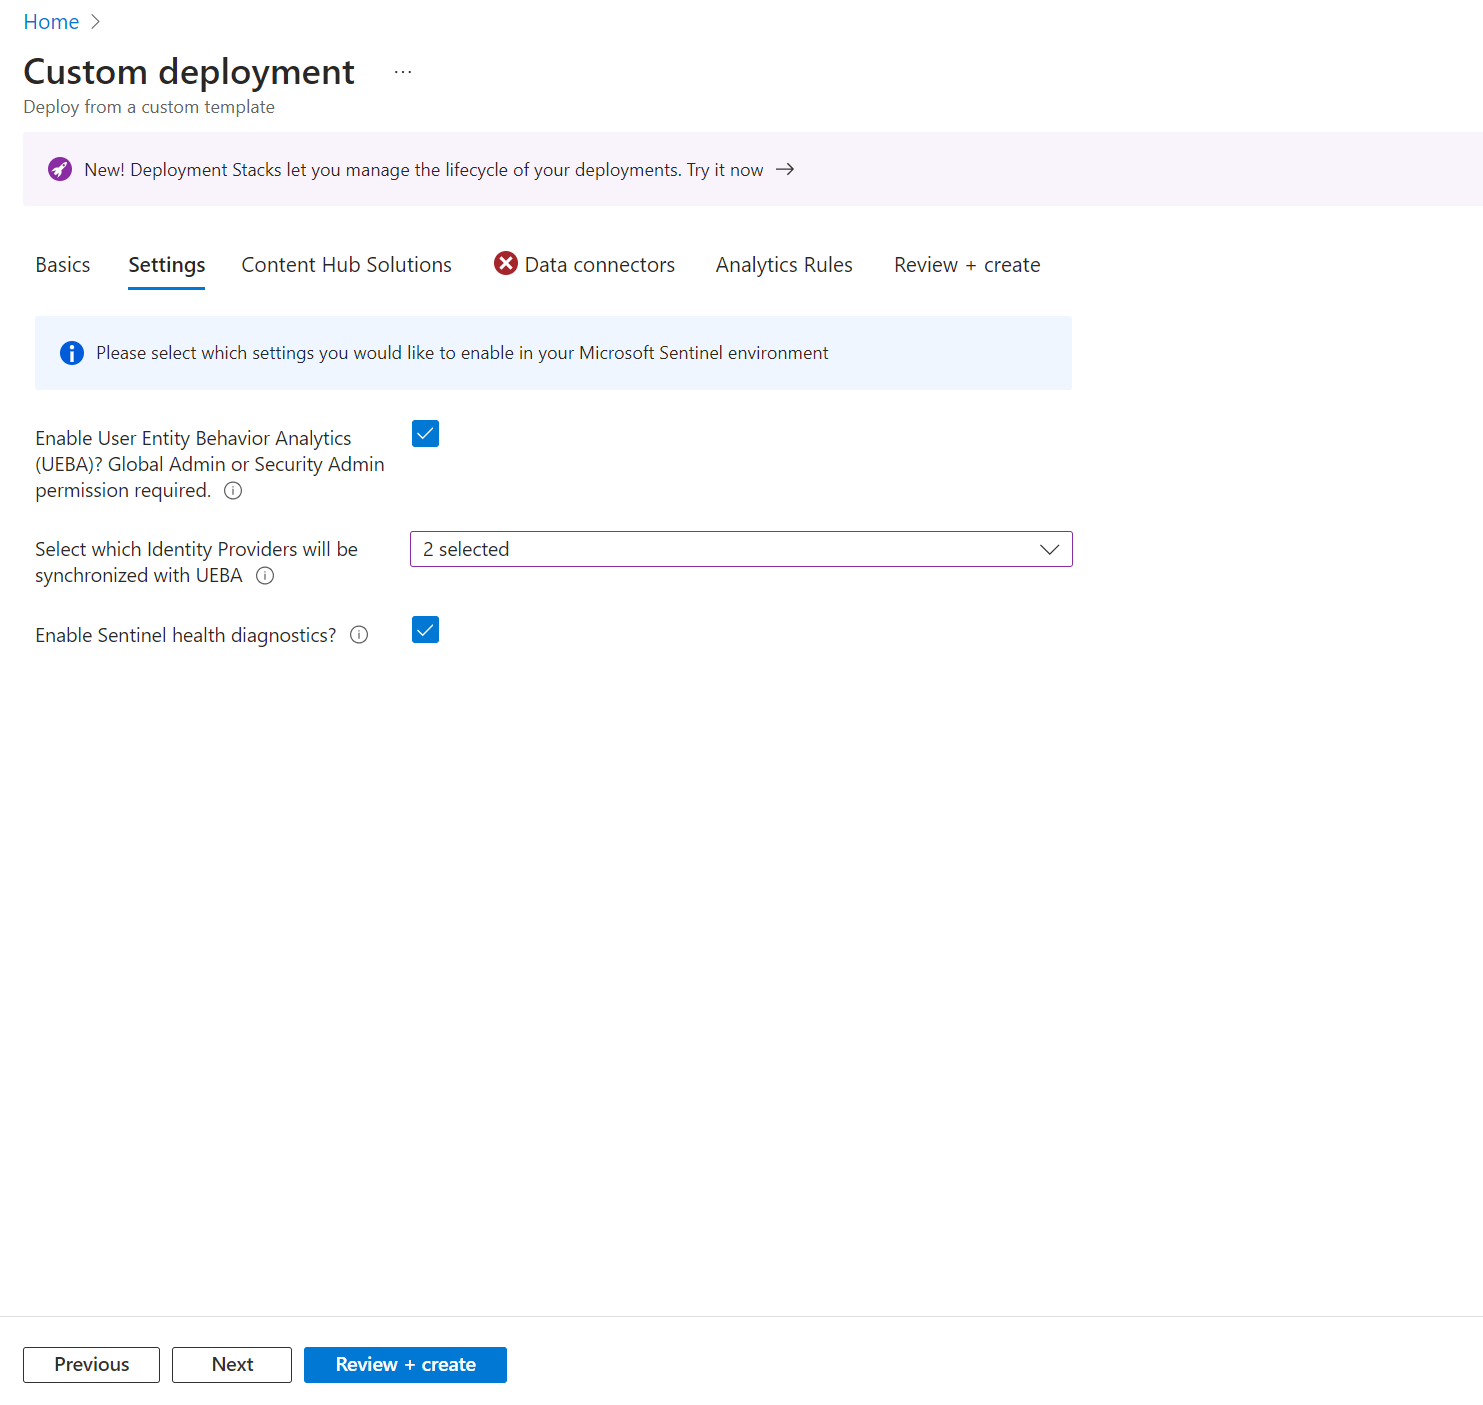 Home
Custom deployment ...
Deploy from a custom template
New! Deployment Stacks let you manage the lifecycle of your deployments. Try it now →
Basics Settings Content Hub Solutions Data connectors Analytics Rules Review + create
Please select which settings you would like to enable in your Microsoft Sentinel environment
Enable User Entity Behavior Analytics
(UEBA)? Global Admin or Security Admin
permission required.
Select which Identity Providers will be
synchronized with UEBA
2 selected
Enable Sentinel health diagnostics?
Previous Next Review + create